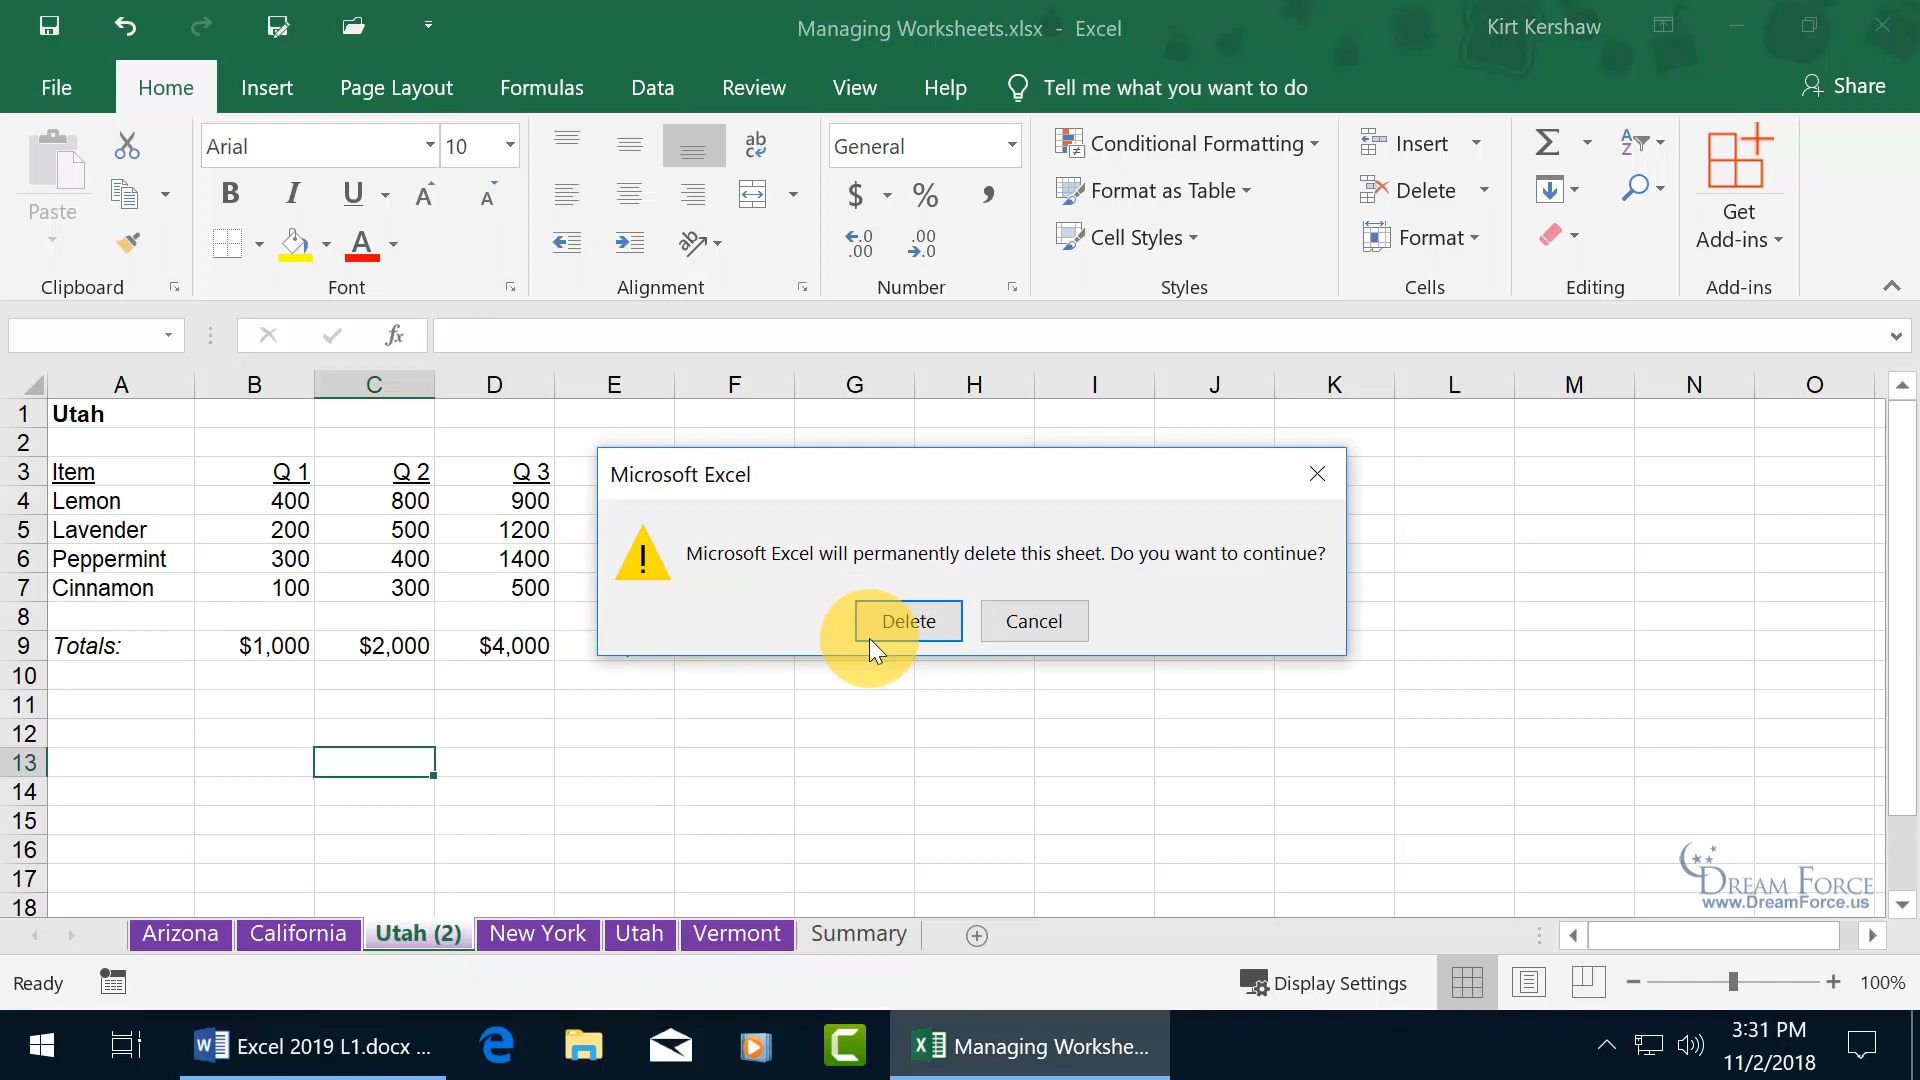 Managing Worksheets.xlsx - Excel
Kirt Kershaw
File Home Insert Page Layout Formulas Data Review View Help Tell me what you want to do Share
Paste
Arial 10
General
Conditional Formatting
Format as Table
Cell Styles
Insert
Delete
Format
Get
Add-ins
B I U A A
ab
c
$ % ,
A
.0
.00
.00
.0
Σ
A
Z
Clipboard Font Alignment Number Styles Cells Editing Add-ins
fx
A B C D E F G H I J K L M N O
1 Utah
2
3 Item Q 1 Q 2 Q 3
4 Lemon 400 800 900
5 Lavender 200 500 1200
6 Peppermint 300 400 1400
7 Cinnamon 100 300 500
8
9 Totals: $1,000 $2,000 $4,000
10
11
12
13
14
15
16
17
18
Microsoft Excel
Microsoft Excel will permanently delete this sheet. Do you want to continue?
Delete Cancel
DREAM FORCE
www.DreamForce.us
Arizona California Utah (2) New York Utah Vermont Summary
Ready Display Settings 100%
Excel 2019 L1.docx ... Managing Workshe...
3:31 PM
11/2/2018